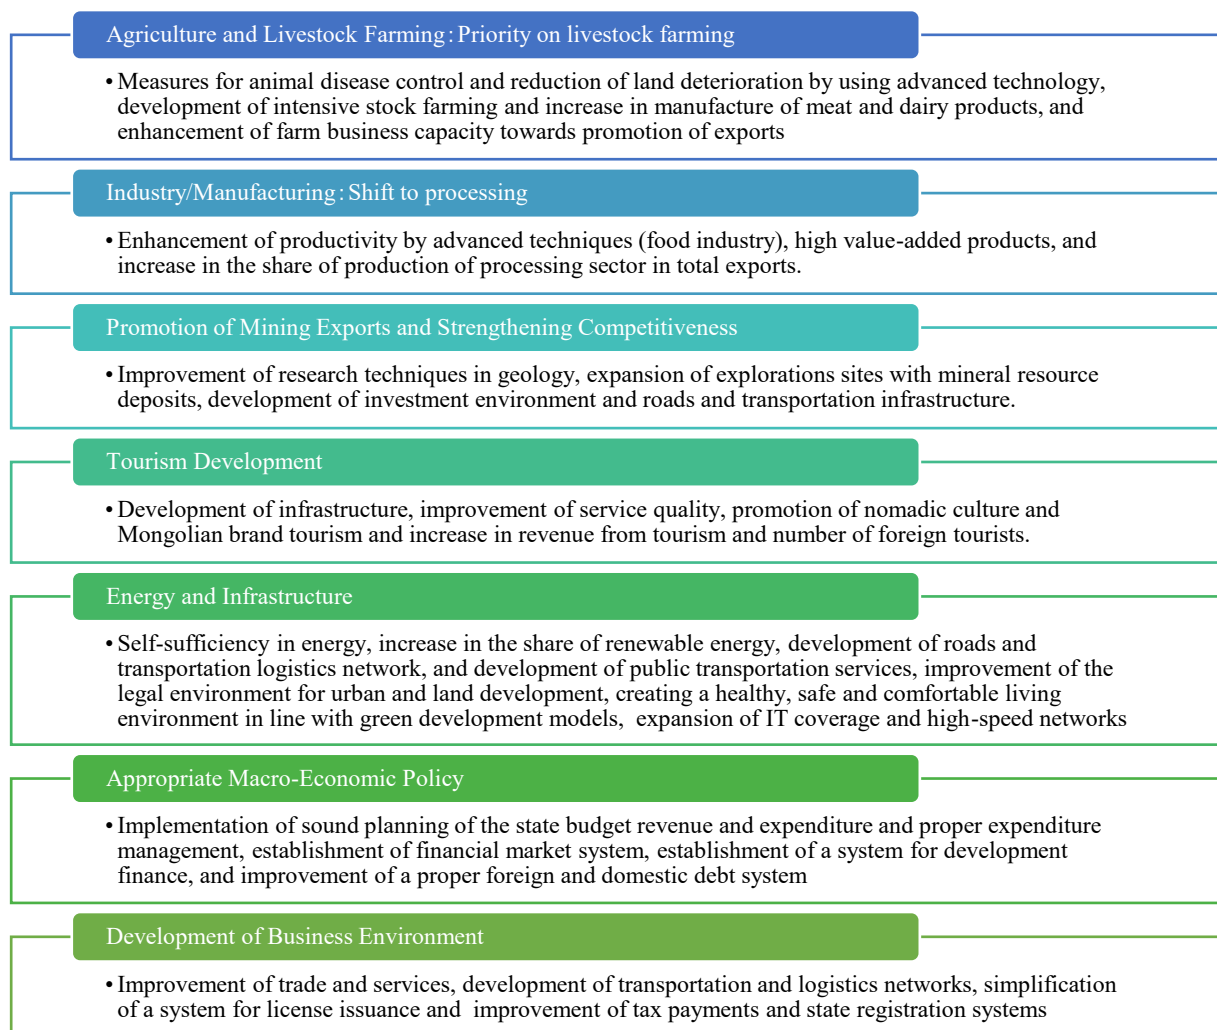 Agriculture and Livestock Farming：Priority on livestock farming
• Measures for animal disease control and reduction of land deterioration by using advanced technology,
development of intensive stock farming and increase in manufacture of meat and dairy products, and
enhancement of farm business capacity towards promotion of exports
Industry/Manufacturing：Shift to processing
• Enhancement of productivity by advanced techniques (food industry), high value-added products, and
increase in the share of production of processing sector in total exports.
Promotion of Mining Exports and Strengthening Competitiveness
• Improvement of research techniques in geology, expansion of explorations sites with mineral resource
deposits, development of investment environment and roads and transportation infrastructure.
Tourism Development
• Development of infrastructure, improvement of service quality, promotion of nomadic culture and
Mongolian brand tourism and increase in revenue from tourism and number of foreign tourists.
Energy and Infrastructure
• Self-sufficiency in energy, increase in the share of renewable energy, development of roads and
transportation logistics network, and development of public transportation services, improvement of the
legal environment for urban and land development, creating a healthy, safe and comfortable living
environment in line with green development models,  expansion of IT coverage and high-speed networks
Appropriate Macro-Economic Policy
• Implementation of sound planning of the state budget revenue and expenditure and proper expenditure
management, establishment of financial market system, establishment of a system for development
finance, and improvement of a proper foreign and domestic debt system
Development of Business Environment
• Improvement of trade and services, development of transportation and logistics networks, simplification
of a system for license issuance and  improvement of tax payments and state registration systems